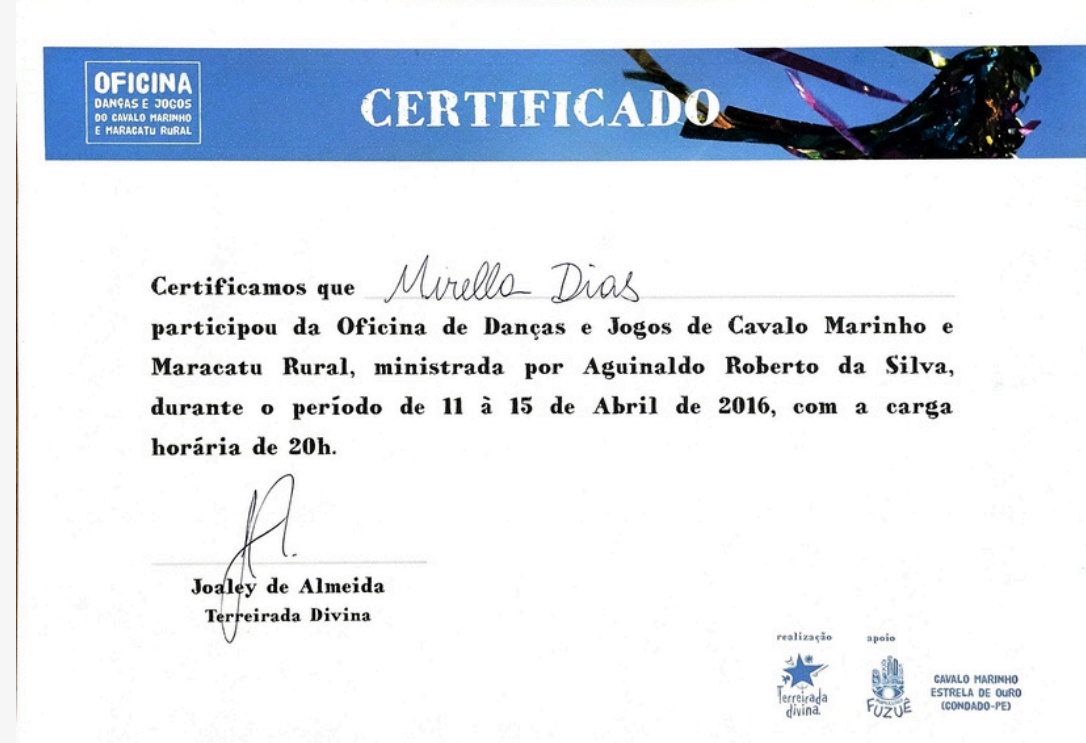 OFICINA
DANÇAS E JOGOS
DO CAVALO MARINHO
E MARACATU RURAL
CERTIFICADO
Certificamos que Mirella Dias
participou da Oficina de Danças e Jogos de Cavalo Marinho e
Maracatu Rural, ministrada por Aguinaldo Roberto da Silva,
durante o período de 11 à 15 de Abril de 2016, com a carga
horária de 20h.
Joaley de Almeida
Terreirada Divina
realização
apoio
Terreirada
divina.
FUZUÊ
CAVALO MARINHO
ESTRELA DE OURO
(CONDADO-PE)